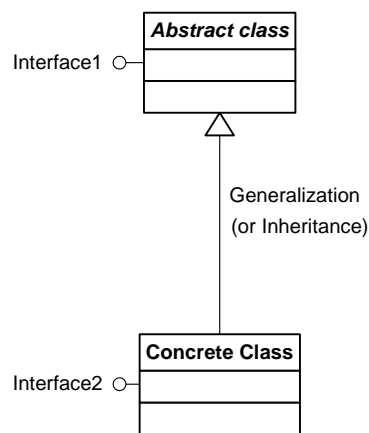 Abstract class
Interface1
Generalization
(or Inheritance)
Concrete Class
Interface2